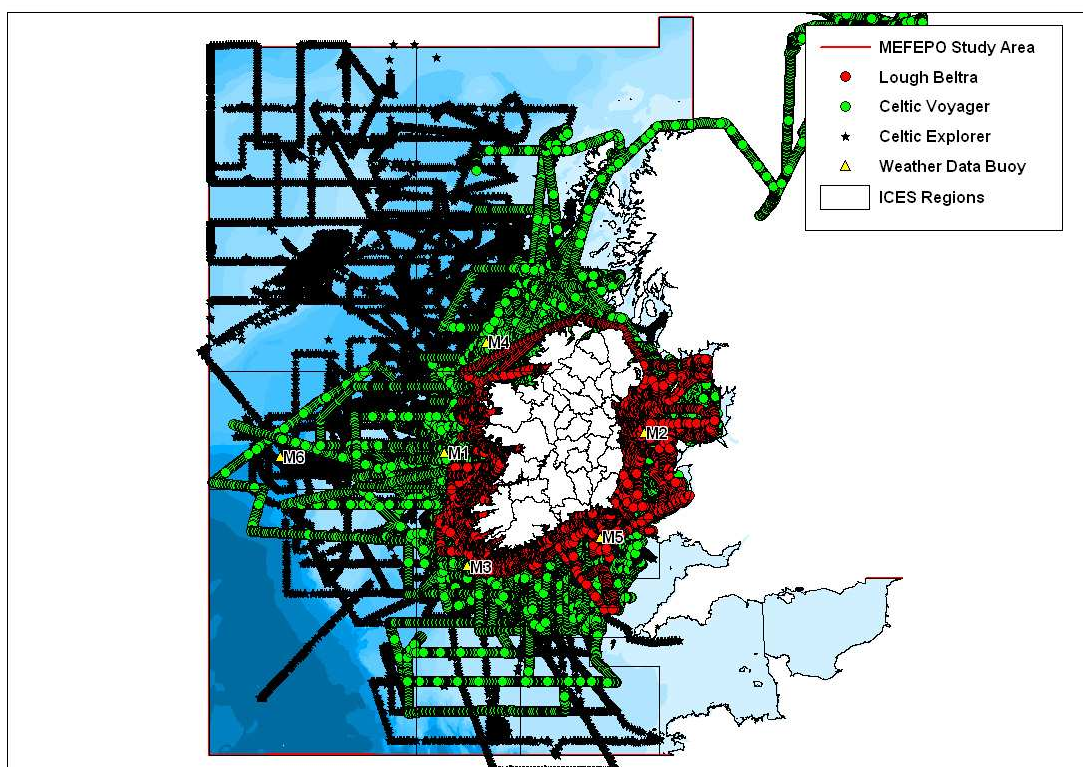 MEFEPO Study Area
Lough Beltra
Celtic Voyager
Celtic Explorer
Weather Data Buoy
ICES Regions
M4
M2
M1
M6
M5
M3